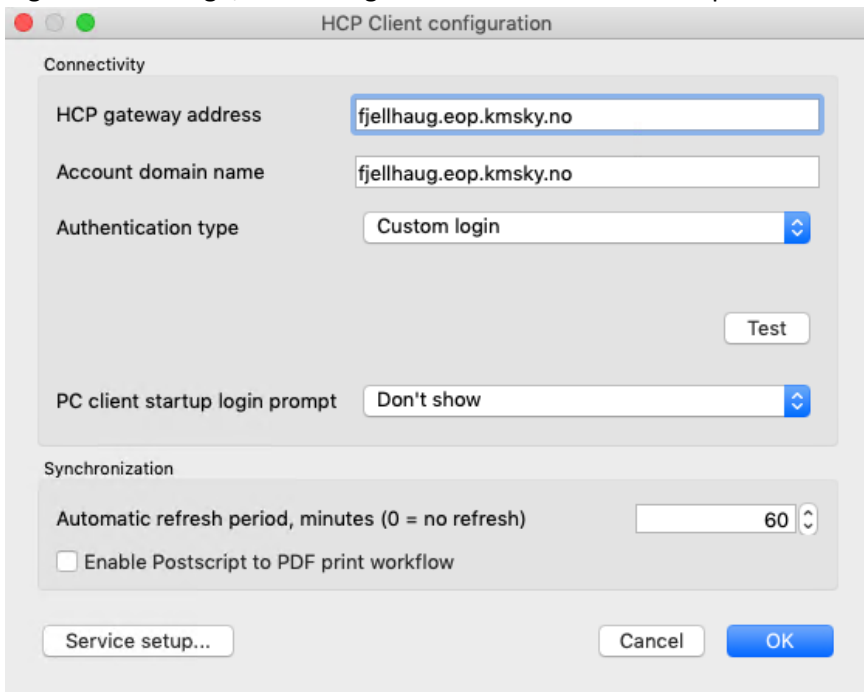 HCP Client configuration
Connectivity
HCP gateway address fjellhaug.eop.kmsky.no
Account domain name fjellhaug.eop.kmsky.no
Authentication type Custom login
Test
PC client startup login prompt Don't show
Synchronization
Automatic refresh period, minutes (0 = no refresh) 60
Enable Postscript to PDF print workflow
Service setup... Cancel OK